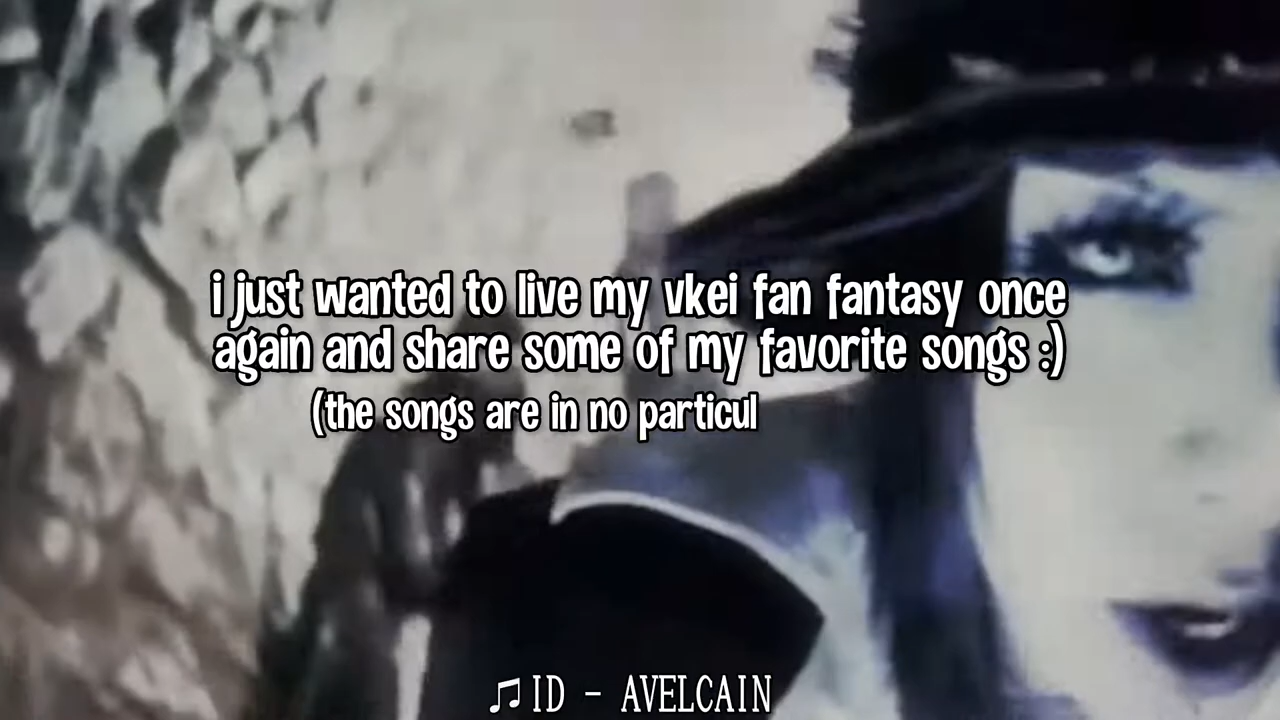 i just wanted to live my vkei fan fantasy once
again and share some of my favorite songs :)
(the songs are in no particul
♫ ID - AVELCAIN